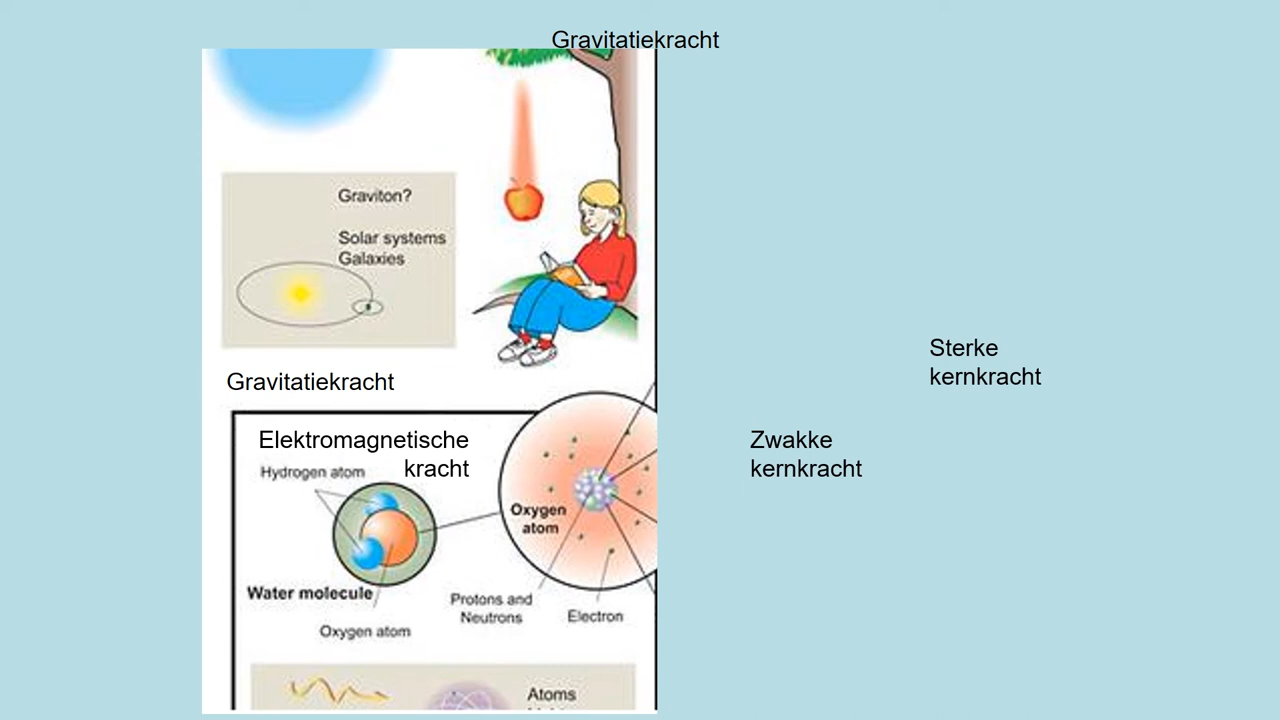 Gravitatiekracht
Graviton?
Solar systems
Galaxies
Gravitatiekracht
Elektromagnetische
kracht
Hydrogen atom
Oxygen
atom
Water molecule
Oxygen atom
Protons and
Neutrons
Electron
Atoms
Sterke
kernkracht
Zwakke
kernkracht